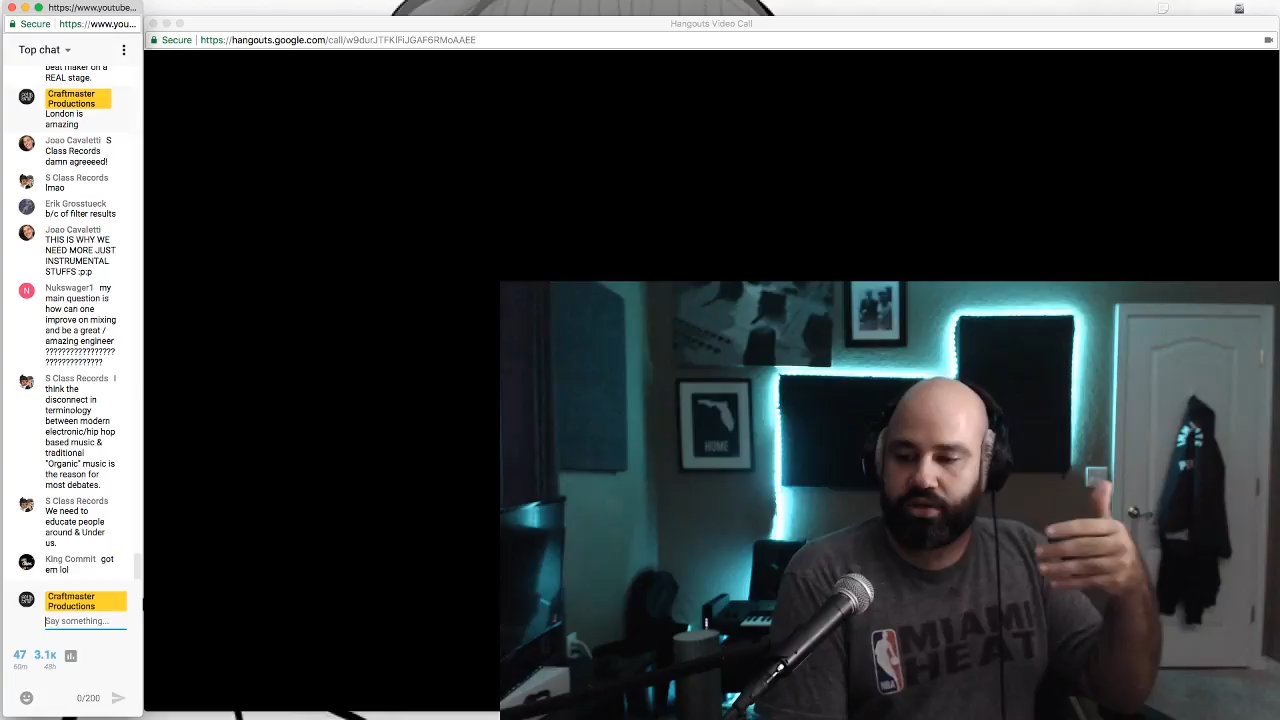 https://www.youtube...
Secure
https://www.you...
Top chat
beat maker on a
REAL stage.
Craftmaster
Productions
London is
amazing
Joao Cavaletti S
Class Records
damn agreeed!
S Class Records
lmao
Erik Grosstueck
b/c of filter results
Joao Cavaletti
THIS IS WHY WE
NEED MORE JUST
INSTRUMENTAL
STUFFS :p:p
N
Nukswager1 my
main question is
how can one
improve on mixing
and be a great /
amazing engineer
?????????????????
??????????????
S Class Records I
think the
disconnect in
terminology
between modern
electronic/hip hop
based music &
traditional
"Organic" music is
the reason for
most debates.
S Class Records
We need to
educate people
around & Under
us.
King Commit got
em lol
Craftmaster
Productions
Say something...
47 3.1K
60m 48h
0/200
Hangouts Video Call
Secure
https://hangouts.google.com/call/w9durJTFKIFiJGAF6RMoAAEE
HOME
NBA
MIAMI
HEAT